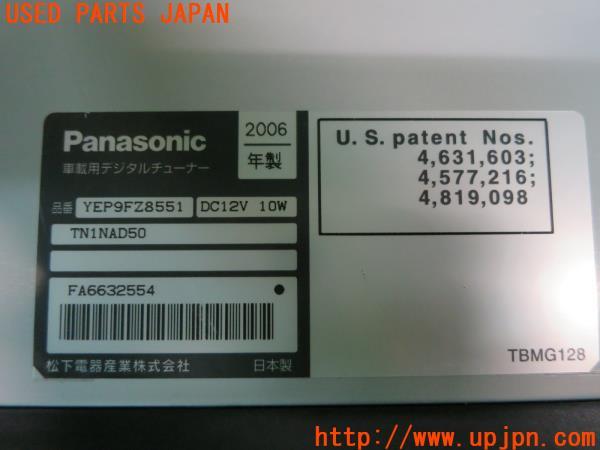 USED PARTS JAPAN
Panasonic
2006
年製
車載用デジタルチューナー
品番 YEP9FZ8551 DC12V 10W
TN1NAD50
FA6632554
松下電器産業株式会社 日本製
U.S. patent Nos.
4,631,603;
4,577,216;
4,819,098
TBMG128
http://www.upjpn.com